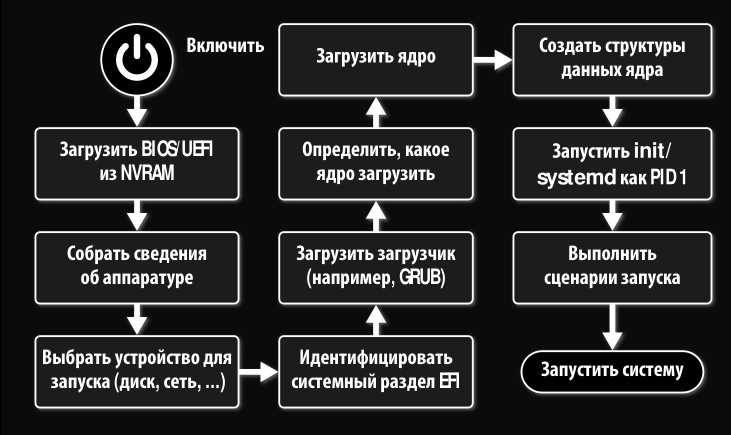 Включить
Загрузить BIOS/UEFI
из NVRAM
Собрать сведения
об аппаратуре
Выбрать устройство для
запуска (диск, сеть, ...)
Идентифицировать
системный раздел EFI
Загрузить загрузчик
(например, GRUB)
Определить, какое
ядро загрузить
Загрузить ядро
Создать структуры
данных ядра
Запустить init/
systemd как PID 1
Выполнить
сценарии запуска
Запустить систему